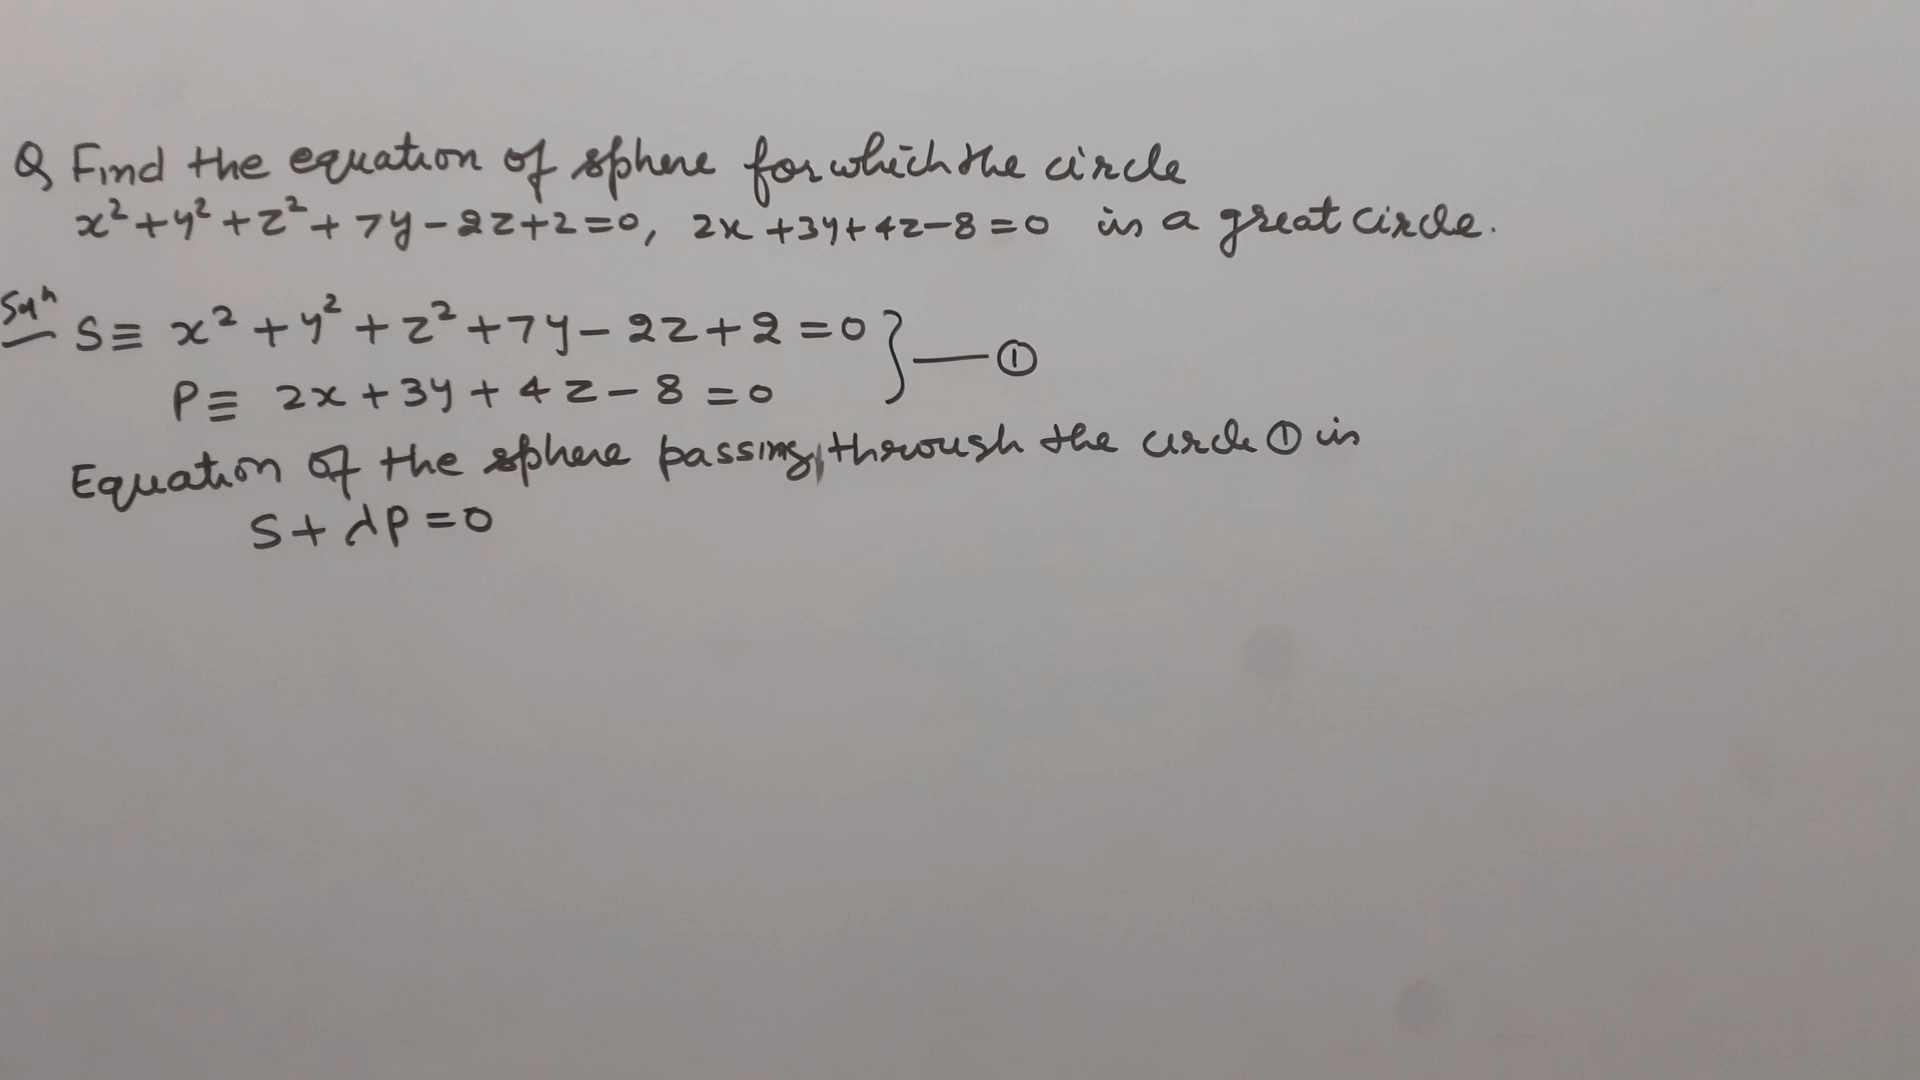 Q Find the equation of sphere for which the circle
x² + y² + z² + 7y - 2z + 2 = 0, 2x + 3y + 4z - 8 = 0 is a great circle.
Solⁿ S ≡ x² + y² + z² + 7y - 2z + 2 = 0 } — ①
P ≡ 2x + 3y + 4z - 8 = 0
Equation of the sphere passing through the circle ① is
S + λP = 0